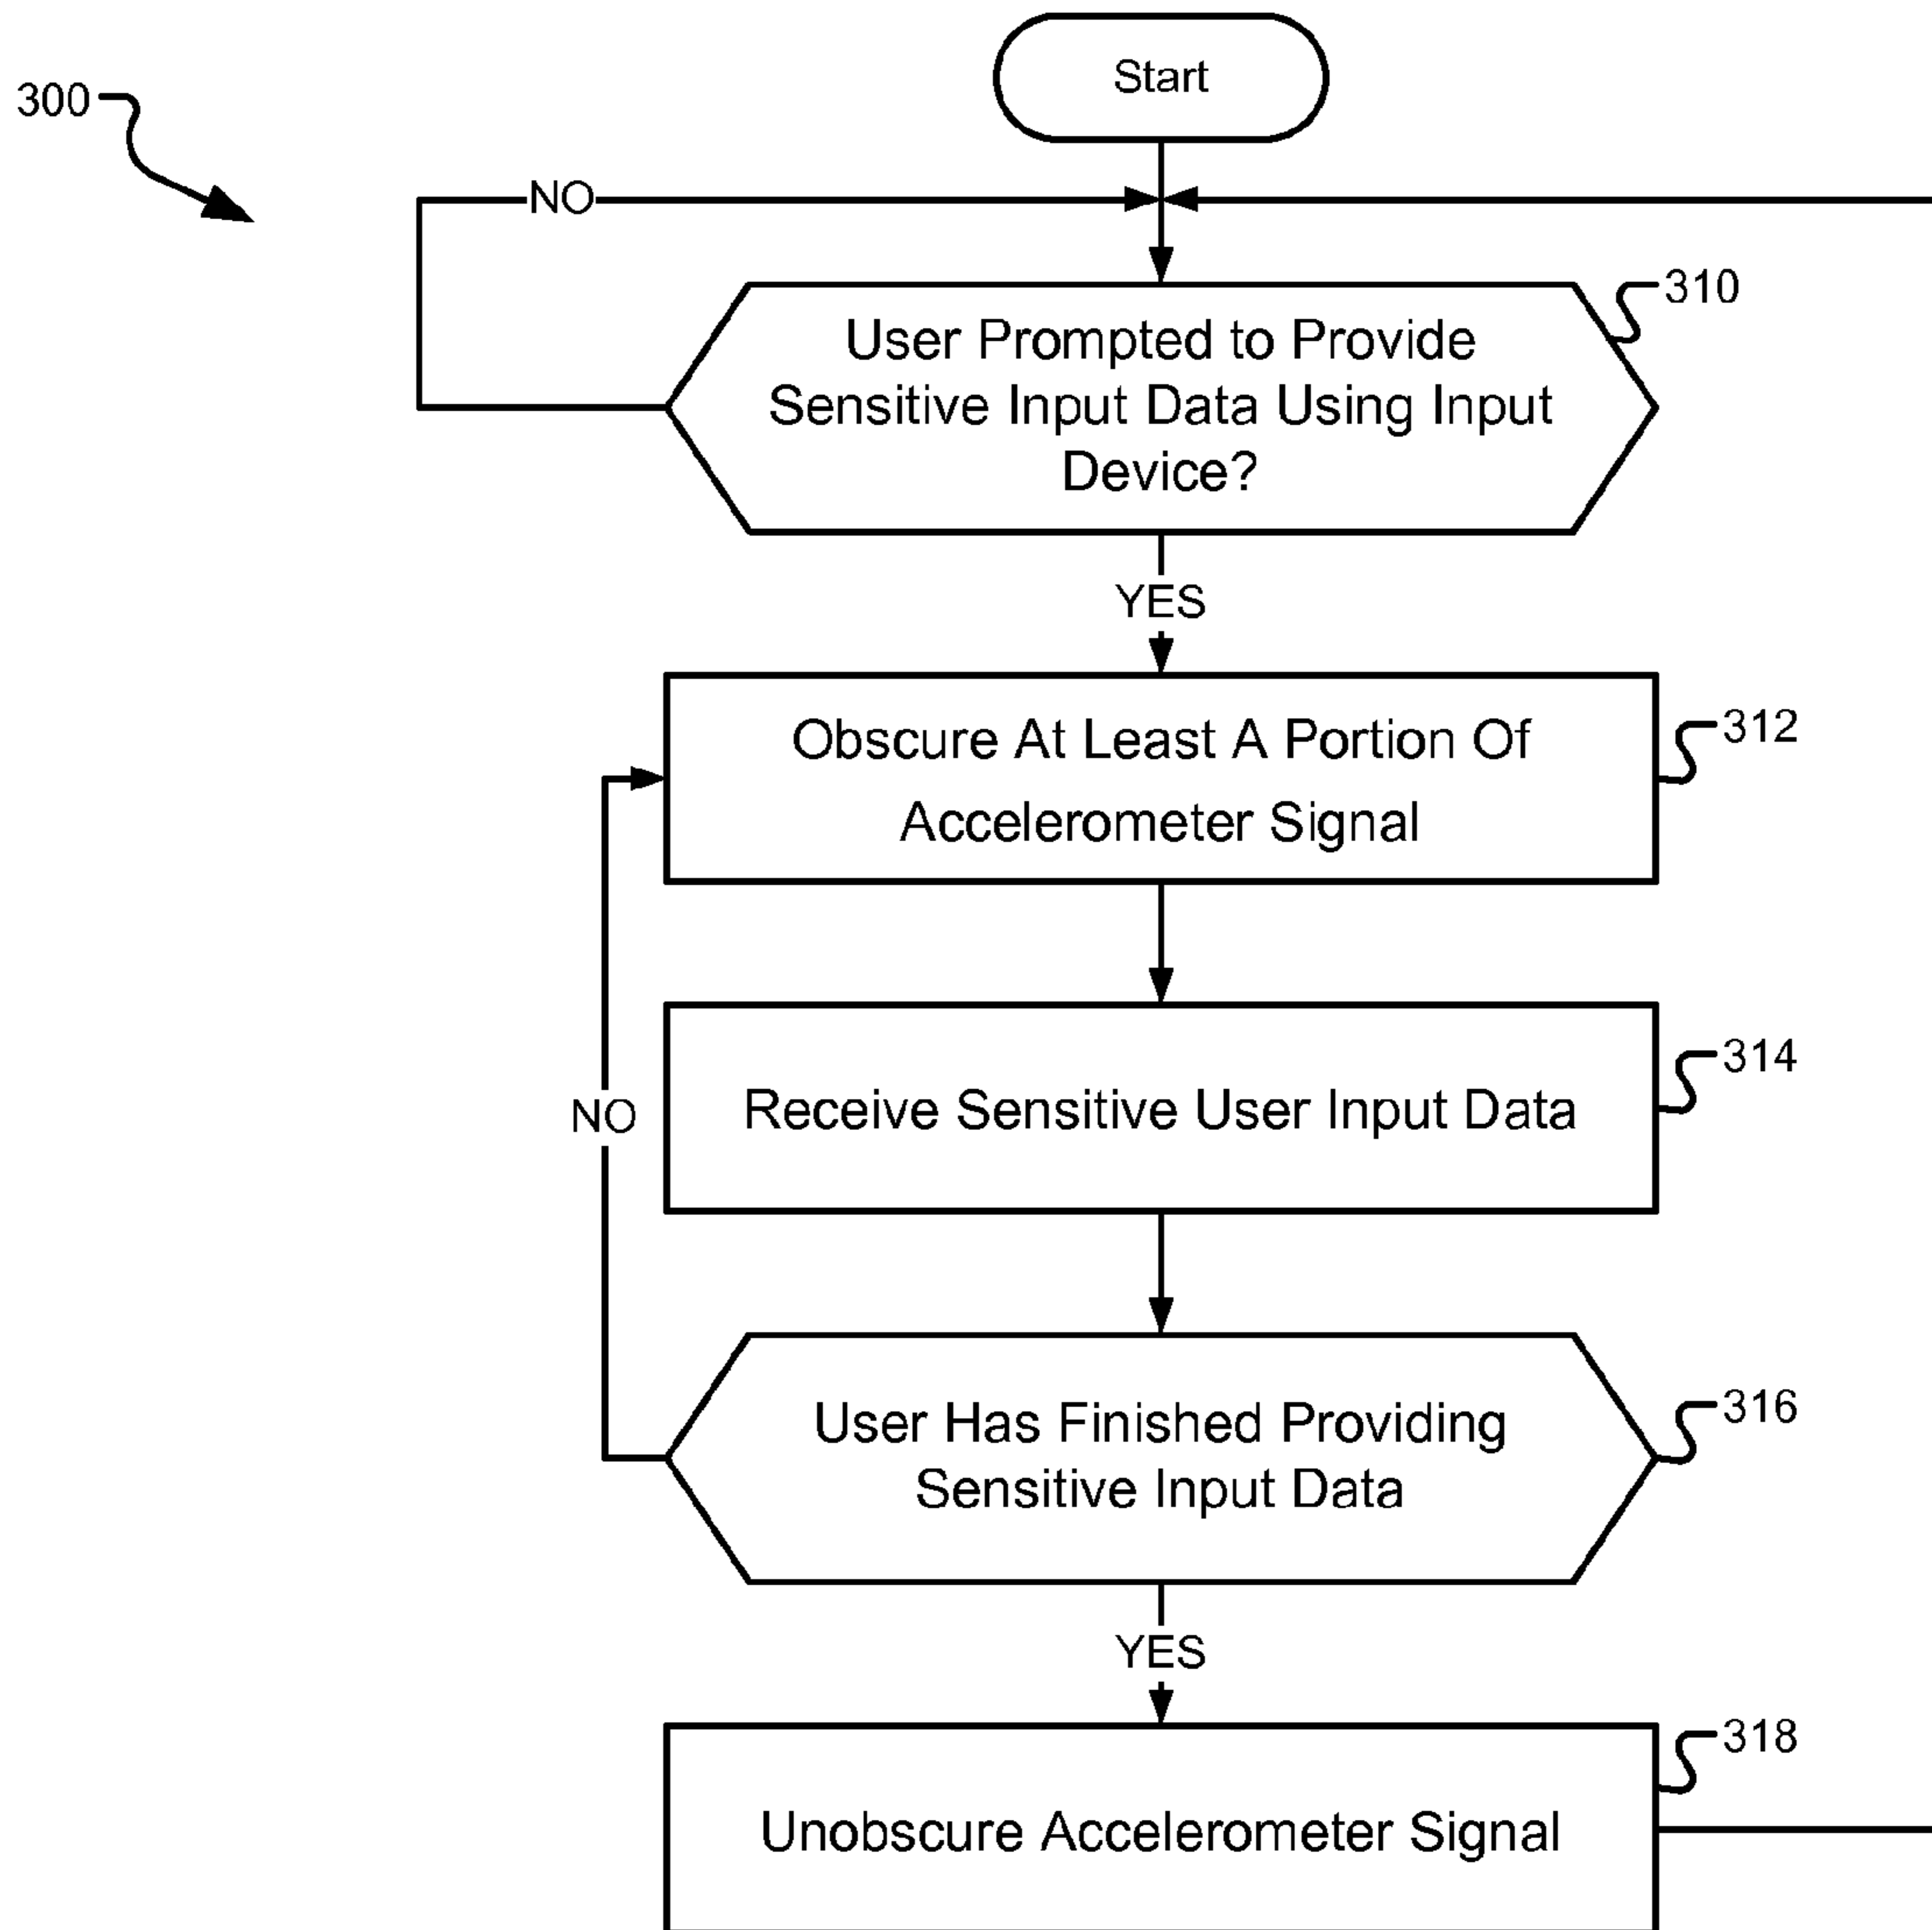 Start
300
NO
310
User Prompted to Provide
Sensitive Input Data Using Input
Device?
YES
312
Obscure At Least A Portion Of
Accelerometer Signal
314
NO
Receive Sensitive User Input Data
316
User Has Finished Providing
Sensitive Input Data
YES
318
Unobscure Accelerometer Signal